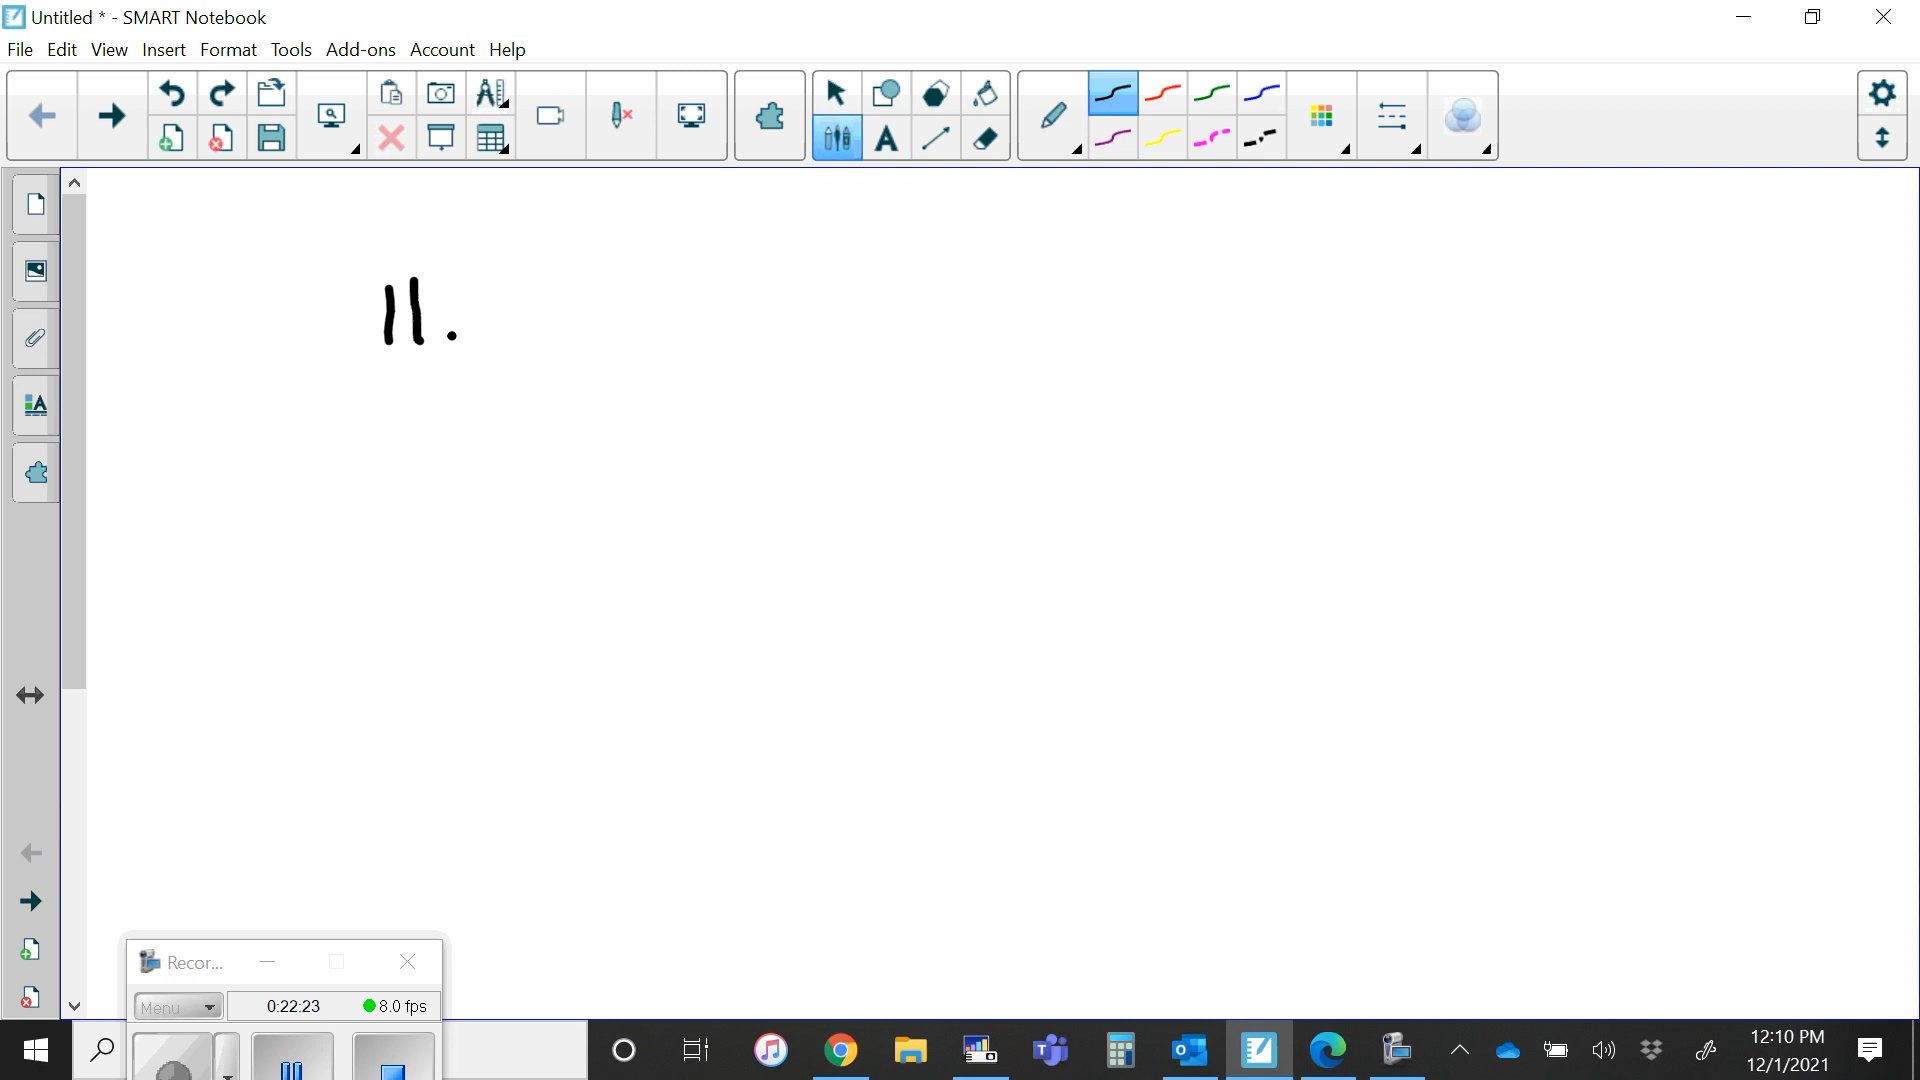 Untitled * - SMART Notebook
File Edit View Insert Format Tools Add-ons Account Help
11.
Recor...
Menu 0:22:23 8.0 fps
12:10 PM
12/1/2021